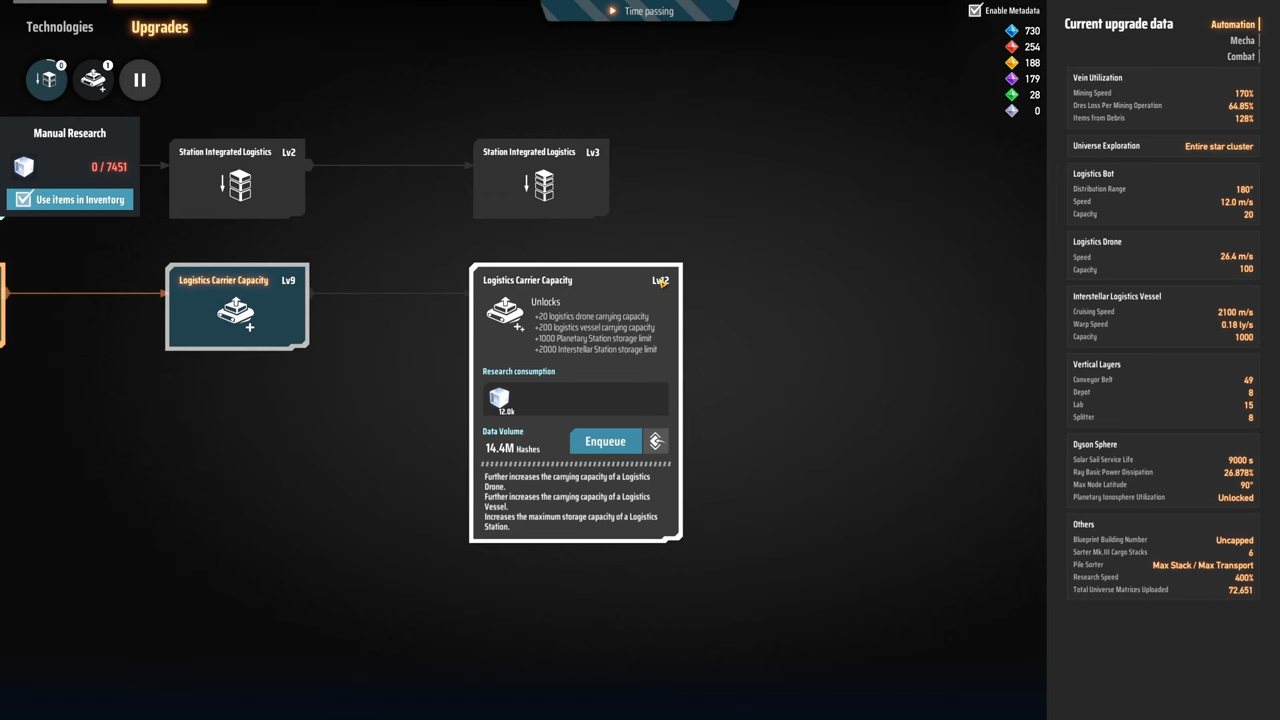 Time passing
Enable Metadata
Technologies
Upgrades
0
1
730
254
188
179
28
0
Manual Research
0 / 7451
Use items in Inventory
Station Integrated Logistics Lv2
Station Integrated Logistics Lv3
Logistics Carrier Capacity Lv9
Logistics Carrier Capacity
Unlocks
+20 logistics drone carrying capacity
+200 logistics vessel carrying capacity
+1000 Planetary Station storage limit
+2000 Interstellar Station storage limit
Research consumption
12.0k
Data Volume
14.4M Hashes
Enqueue
Further increases the carrying capacity of a Logistics
Drone.
Further increases the carrying capacity of a Logistics
Vessel.
Increases the maximum storage capacity of a Logistics
Station.
Current upgrade data
Automation
Mecha
Combat
Vein Utilization
Mining Speed 170%
Ores Loss Per Mining Operation 64.85%
Items from Debris 128%
Universe Exploration Entire star cluster
Logistics Bot
Distribution Range 180°
Speed 12.0 m/s
Capacity 20
Logistics Drone
Speed 26.4 m/s
Capacity 100
Interstellar Logistics Vessel
Cruising Speed 2100 m/s
Warp Speed 0.18 ly/s
Capacity 1000
Vertical Layers
Conveyor Belt 49
Depot 8
Lab 15
Splitter 8
Dyson Sphere
Solar Sail Service Life 9000 s
Ray Basic Power Dissipation 26.878%
Max Node Latitude 90°
Planetary Ionosphere Utilization Unlocked
Others
Blueprint Building Number Uncapped
Sorter Mk.III Cargo Stacks 6
Pile Sorter Max Stack / Max Transport
Research Speed 400%
Total Universe Matrices Uploaded 72,651